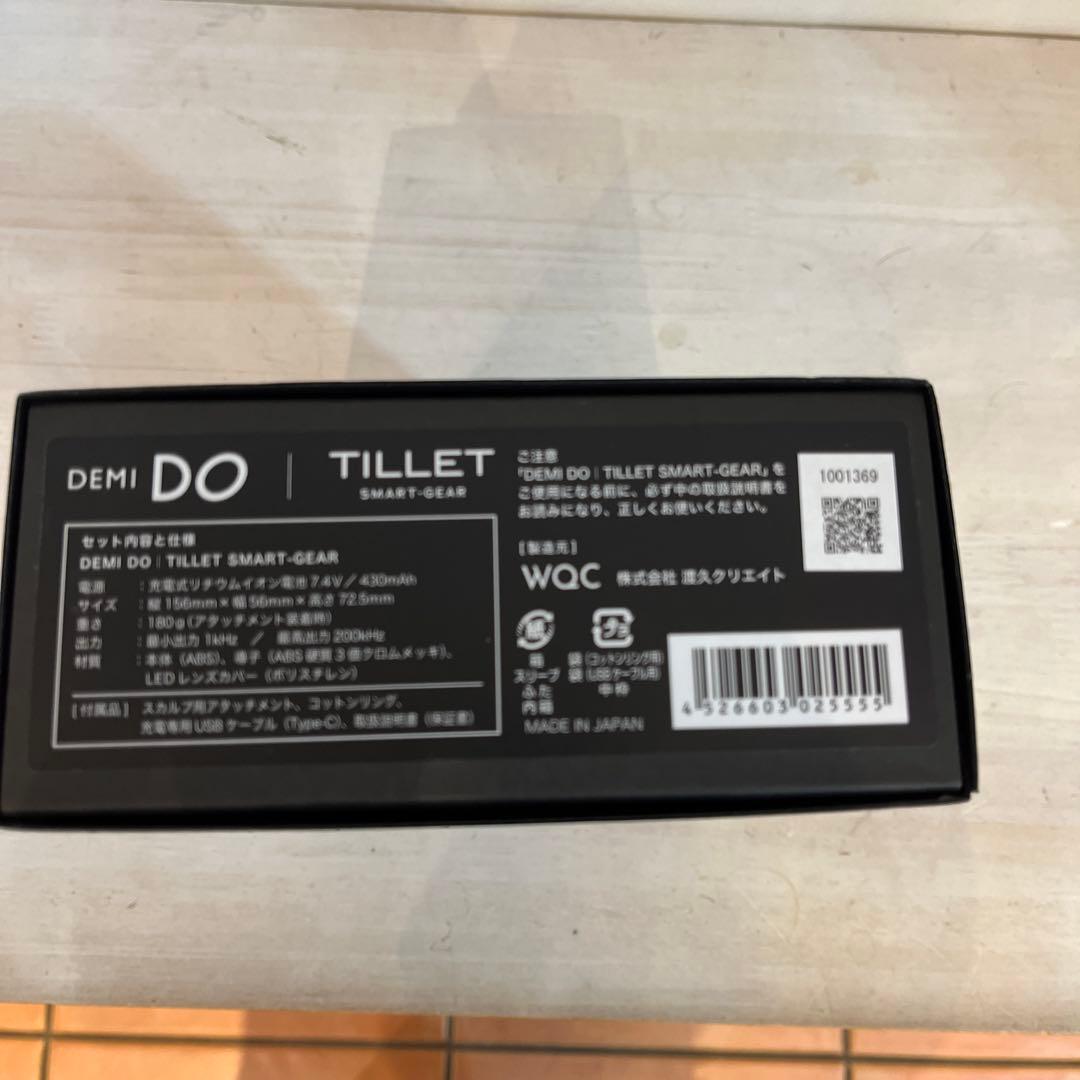 DEMI DO | TILLET
SMART-GEAR
セット内容と仕様
DEMI DO | TILLET SMART-GEAR
電源 : 充電式リチウムイオン電池 7.4V / 430mAh
サイズ : 縦 156mm × 幅 56mm × 高さ 72.5mm
重さ : 180g (アタッチメント装着時)
出力 : 最小出力 1kHz / 最高出力 200kHz
材質 : 本体 (ABS)、導子 (ABS 硬質 3 価クロムメッキ)、
LED レンズカバー (ポリスチレン)
[付属品] スカルプ用アタッチメント、コットンリング、
充電専用 USB ケーブル (Type-C)、取扱説明書 (保証書)
ご注意
「DEMI DO | TILLET SMART-GEAR」を
ご使用になる前に、必ず中の取扱説明書を
お読みになり、正しくお使いください。
【製造元】
WQC 株式会社 渡久クリエイト
紙 プラ
箱 袋 (コットンリング用)
スリーブ 袋 (USBケーブル用)
ふた 中枠
内箱
MADE IN JAPAN
1001369
4 526603 025555